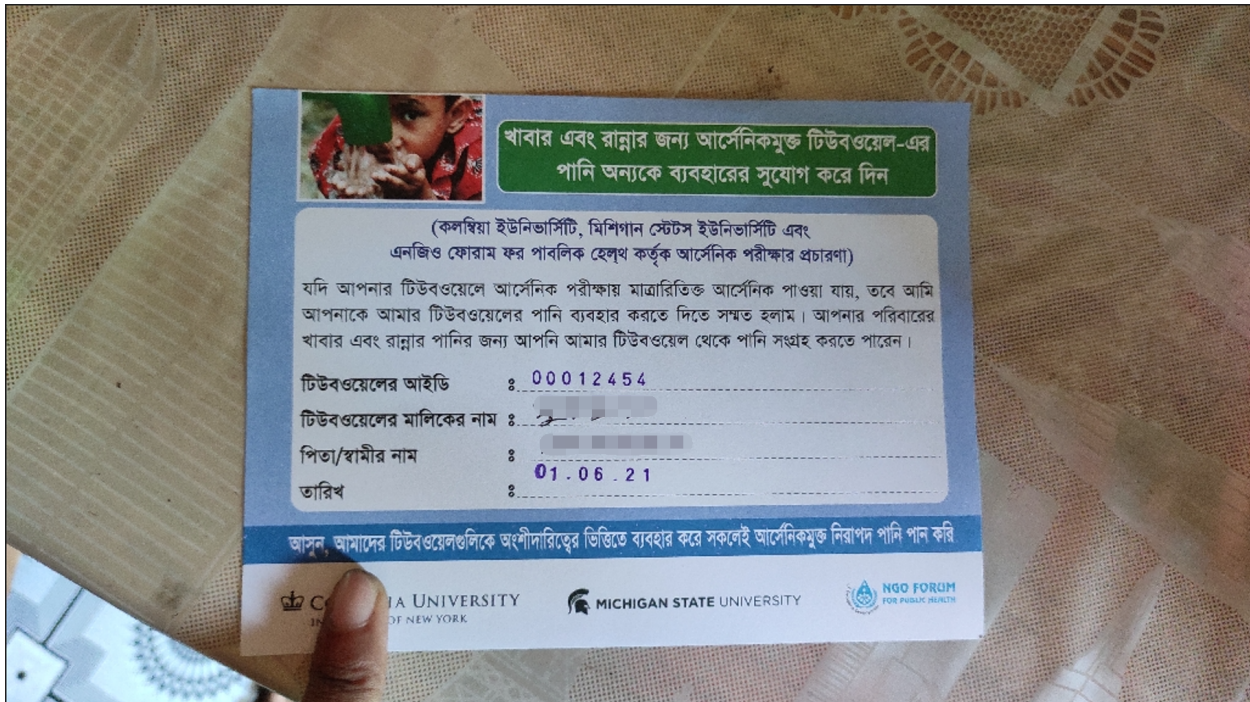 খাবার এবং রান্নার জন্য আর্সেনিকমুক্ত টিউবওয়েল-এর
পানি অন্যকে ব্যবহারের সুযোগ করে দিন
(কলম্বিয়া ইউনিভার্সিটি, মিশিগান স্টেটস ইউনিভার্সিটি এবং
এনজিও ফোরাম ফর পাবলিক হেল্থ কর্তৃক আর্সেনিক পরীক্ষার প্রচারণা)
যদি আপনার টিউবওয়েলে আর্সেনিক পরীক্ষায় মাত্রারিতিক্ত আর্সেনিক পাওয়া যায়, তবে আমি
আপনাকে আমার টিউবওয়েলের পানি ব্যবহার করতে দিতে সম্মত হলাম। আপনার পরিবারের
খাবার এবং রান্নার পানির জন্য আপনি আমার টিউবওয়েল থেকে পানি সংগ্রহ করতে পারেন।
টিউবওয়েলের আইডি ঃ 00012454
টিউবওয়েলের মালিকের নাম ঃ
পিতা/স্বামীর নাম ঃ
তারিখ ঃ 01.06.21
আসুন, আমাদের টিউবওয়েলগুলিকে অংশীদারিত্বের ভিত্তিতে ব্যবহার করে সকলেই আর্সেনিকমুক্ত নিরাপদ পানি পান করি
UNIVERSITY
OF NEW YORK
MICHIGAN STATE UNIVERSITY
NGO FORUM
FOR PUBLIC HEALTH